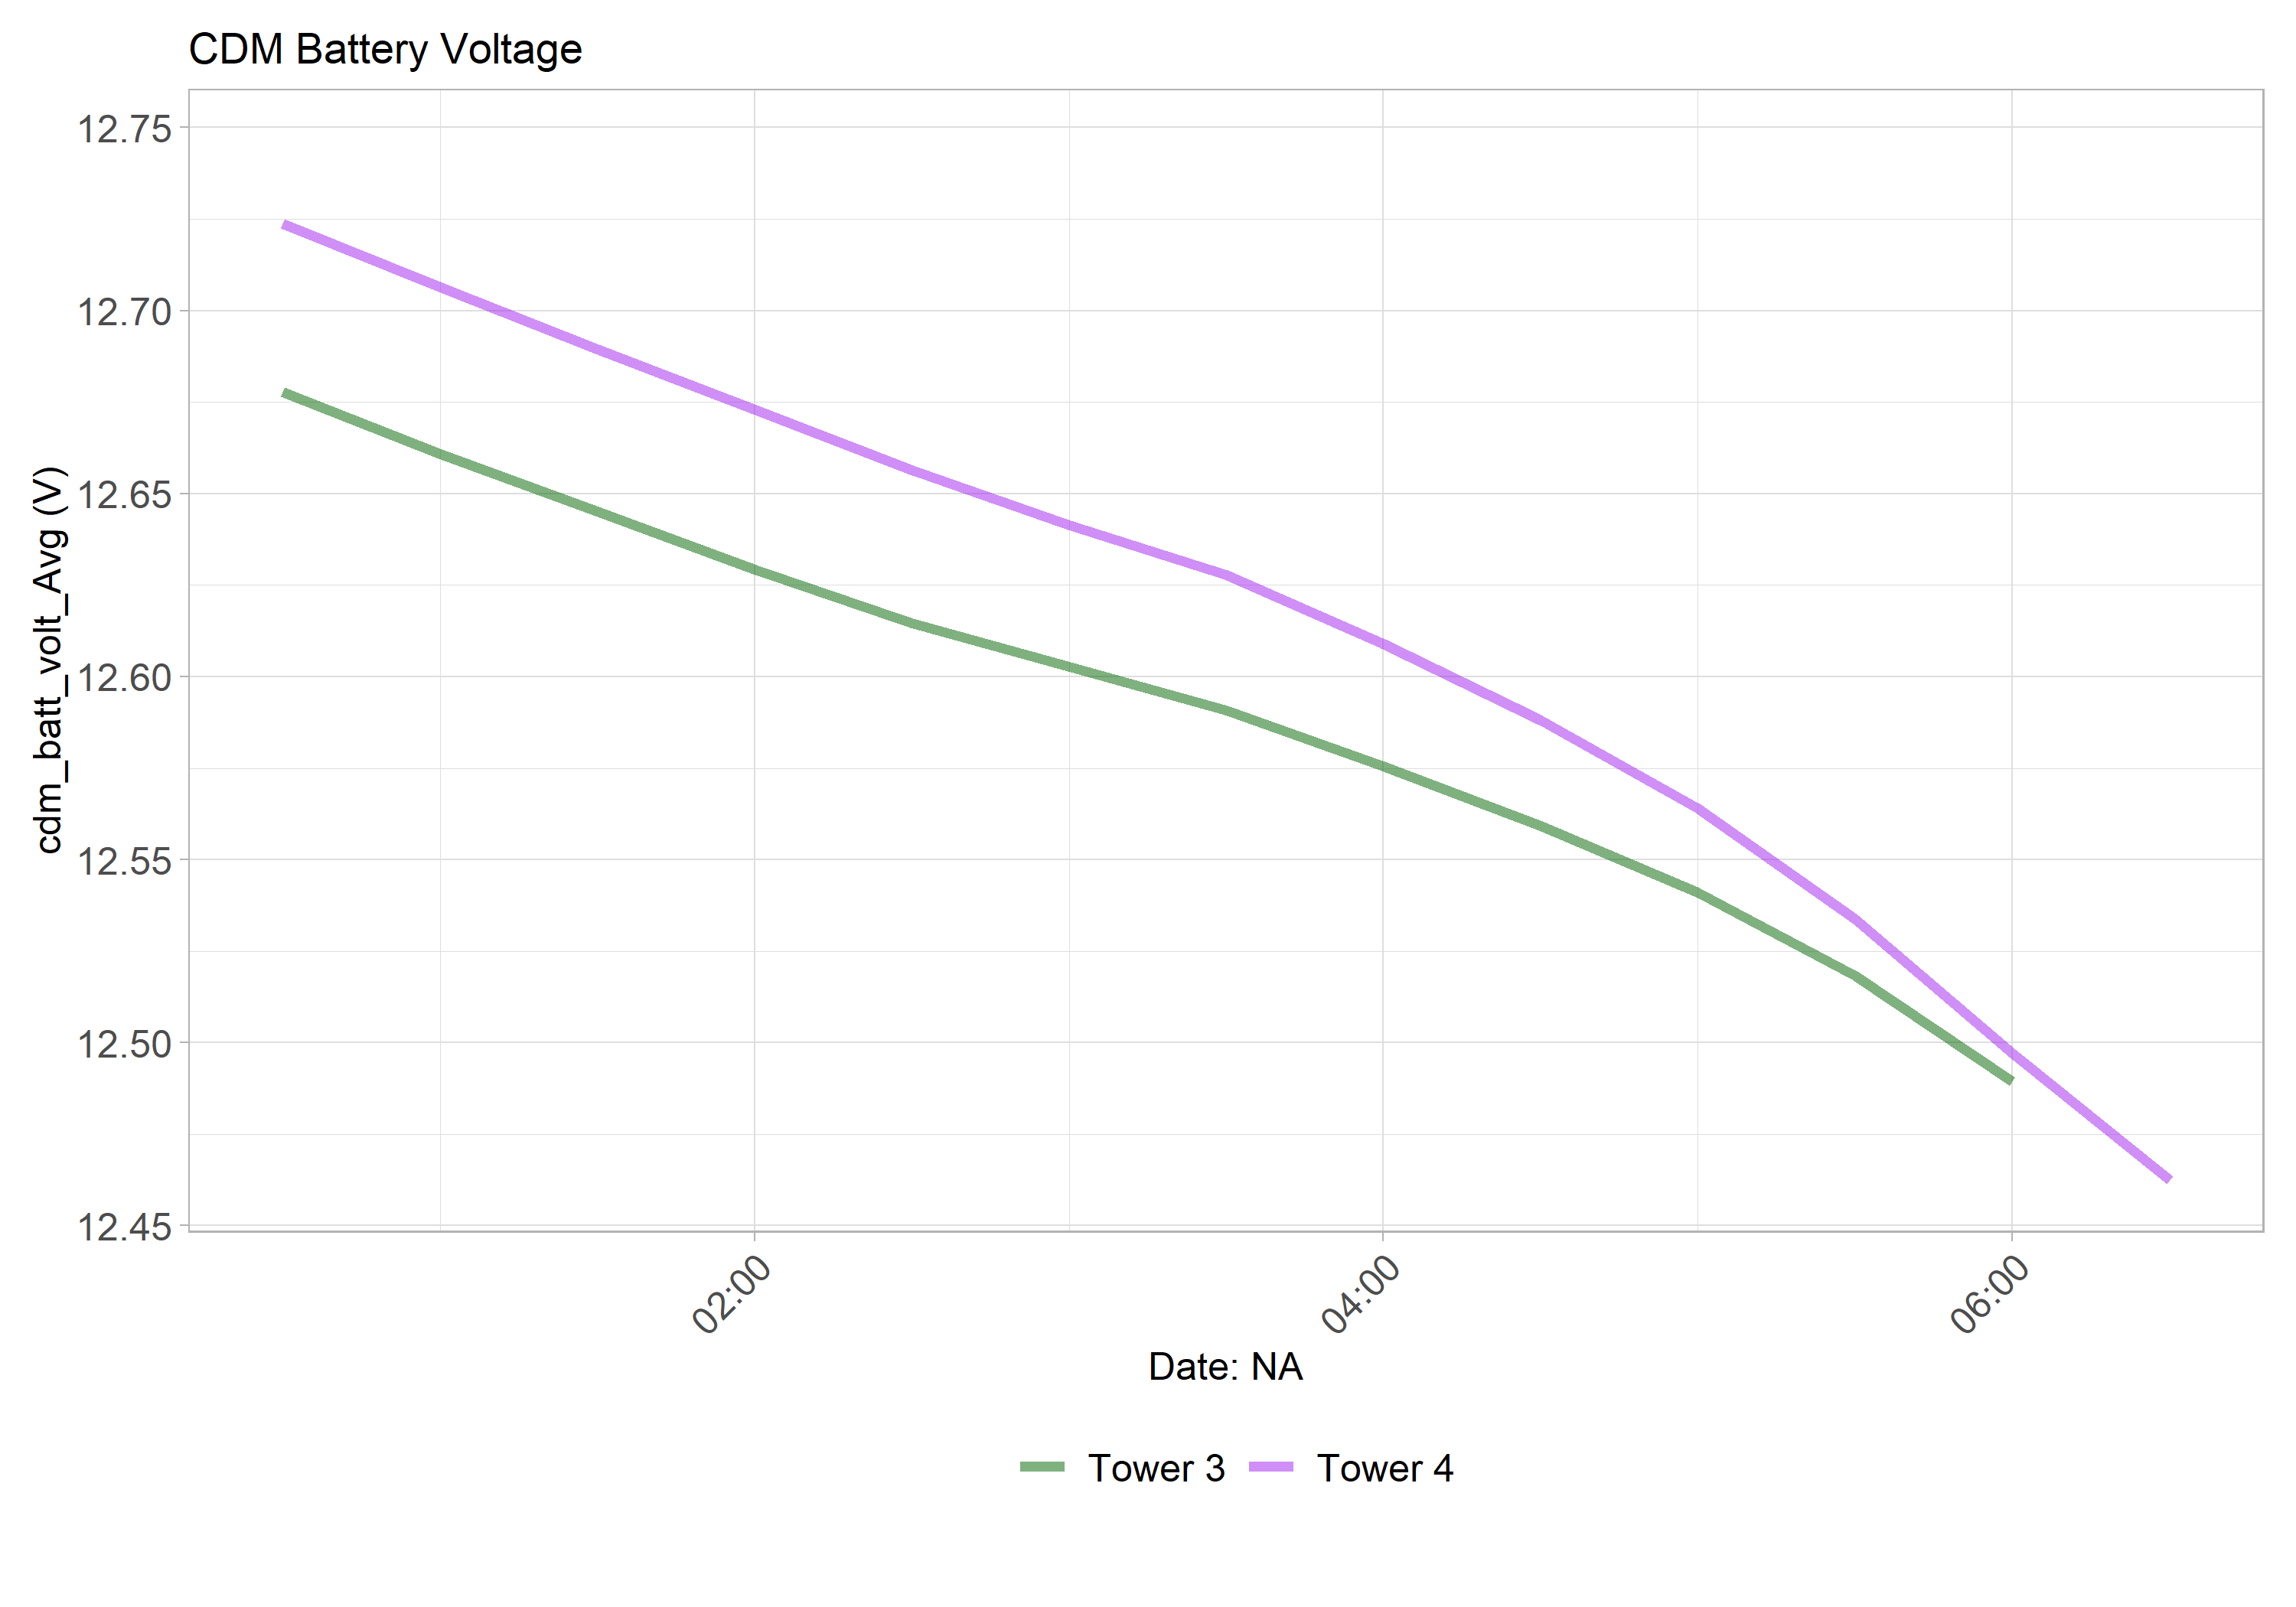 CDM Battery Voltage
cdm_batt_volt_Avg (V)
12.75
12.70
12.65
12.60
12.55
12.50
12.45
02:00
04:00
06:00
Date: NA
Tower 3
Tower 4